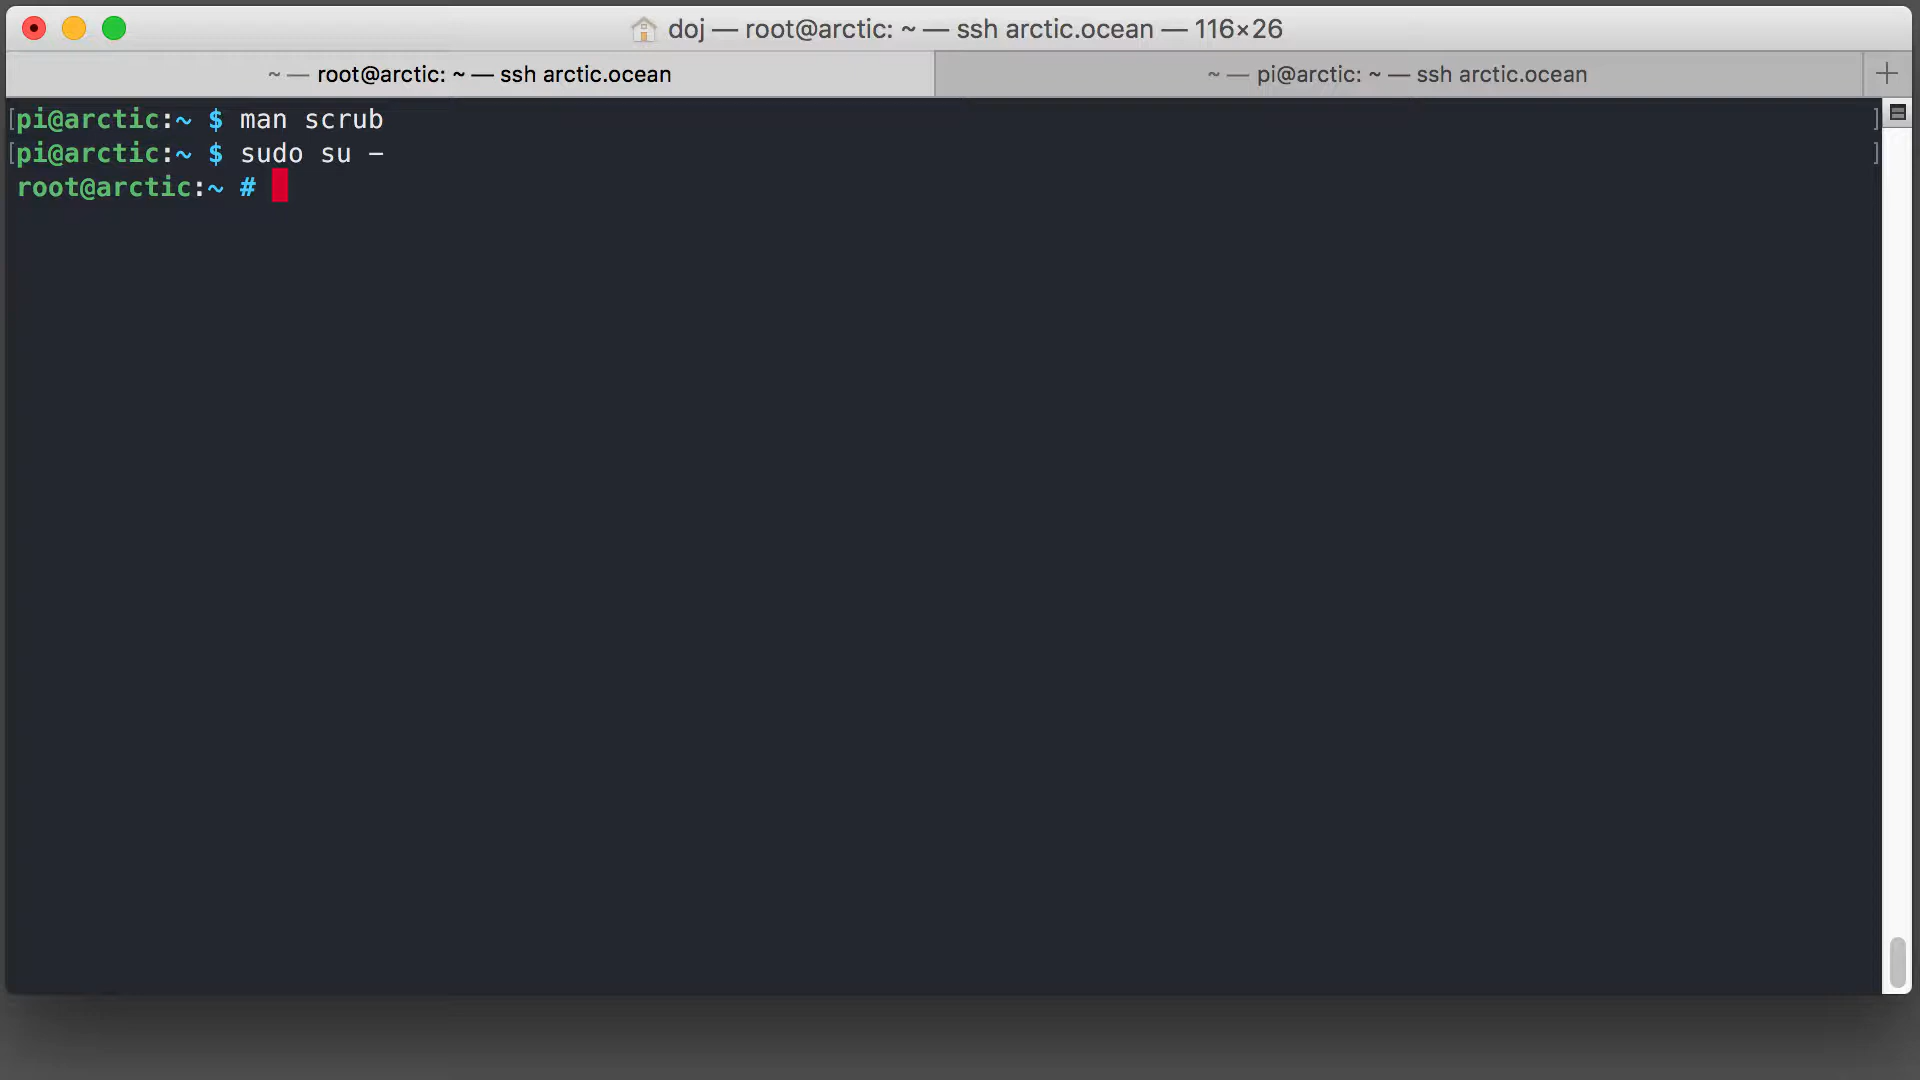 doj — root@arctic: ~ — ssh arctic.ocean — 116×26
~ — root@arctic: ~ — ssh arctic.ocean
~ — pi@arctic: ~ — ssh arctic.ocean
[pi@arctic:~ $ man scrub ]
[pi@arctic:~ $ sudo su - ]
root@arctic:~ #